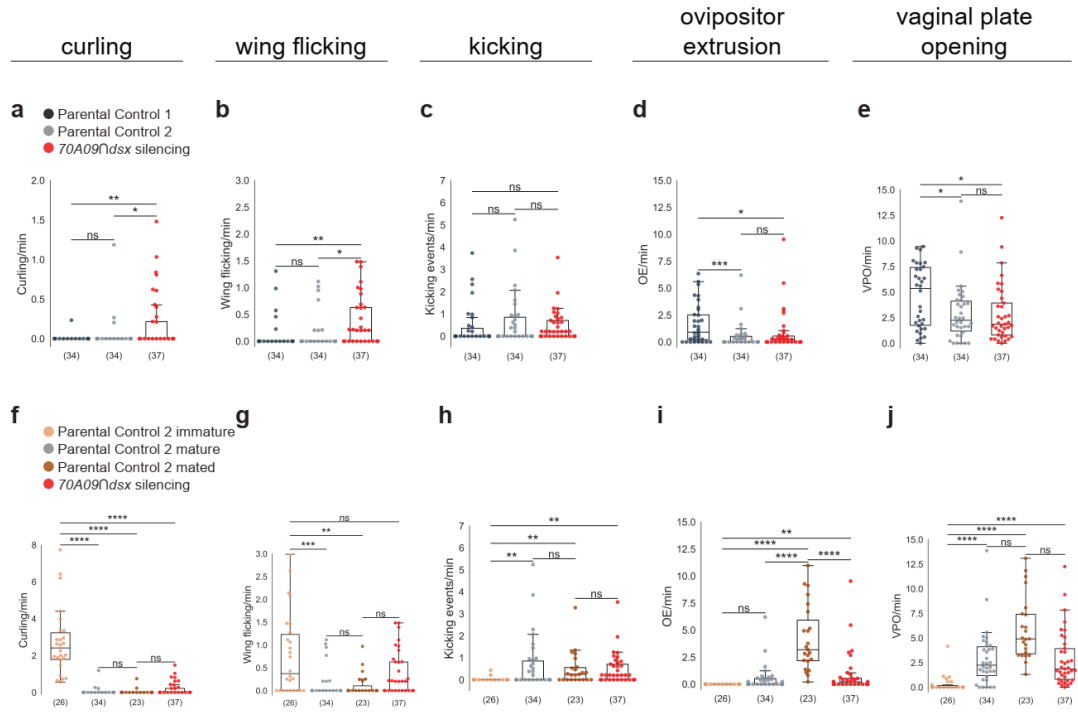 curling
wing flicking
kicking
ovipositor
extrusion
vaginal plate
opening
a
Parental Control 1
Parental Control 2
70A09∩dsx silencing
2.0
1.5
1.0
0.5
0.0
Curling/min
**
*
ns
(34)
(34)
(37)
b
3.0
2.5
2.0
1.5
1.0
0.5
0.0
Wing flicking/min
**
ns
*
(34)
(34)
(37)
c
7
6
5
4
3
2
1
0
Kicking events/min
ns
ns
ns
(34)
(34)
(37)
d
15.0
12.5
10.0
7.5
5.0
2.5
0.0
OE/min
*
ns
***
(34)
(34)
(37)
e
15.0
12.5
10.0
7.5
5.0
2.5
0.0
VPO/min
*
*
ns
(34)
(34)
(37)
f
Parental Control 2 immature
Parental Control 2 mature
Parental Control 2 mated
70A09∩dsx silencing
8
6
4
2
0
Curling/min
****
****
****
ns
ns
(26)
(34)
(23)
(37)
g
3.0
2.5
2.0
1.5
1.0
0.5
0.0
Wing flicking/min
ns
**
***
ns
ns
(26)
(34)
(23)
(37)
h
7
6
5
4
3
2
1
0
Kicking events/min
**
**
**
ns
ns
(26)
(34)
(23)
(37)
i
15.0
12.5
10.0
7.5
5.0
2.5
0.0
OE/min
**
****
****
****
ns
(26)
(34)
(23)
(37)
j
15.0
12.5
10.0
7.5
5.0
2.5
0.0
VPO/min
****
****
****
ns
ns
(26)
(34)
(23)
(37)